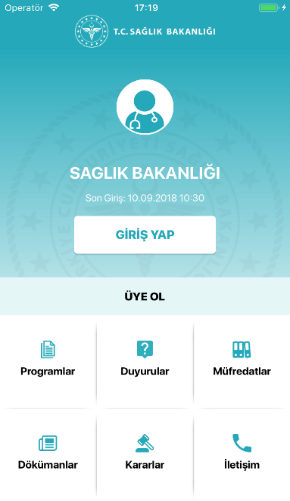 Operatör 17:19
T.C. SAĞLIK BAKANLIĞI
SAGLIK BAKANLIĞI
Son Giriş: 10.09.2018 10:30
GİRİŞ YAP
ÜYE OL
Programlar Duyurular Müfredatlar
Dökümanlar Kararlar İletişim